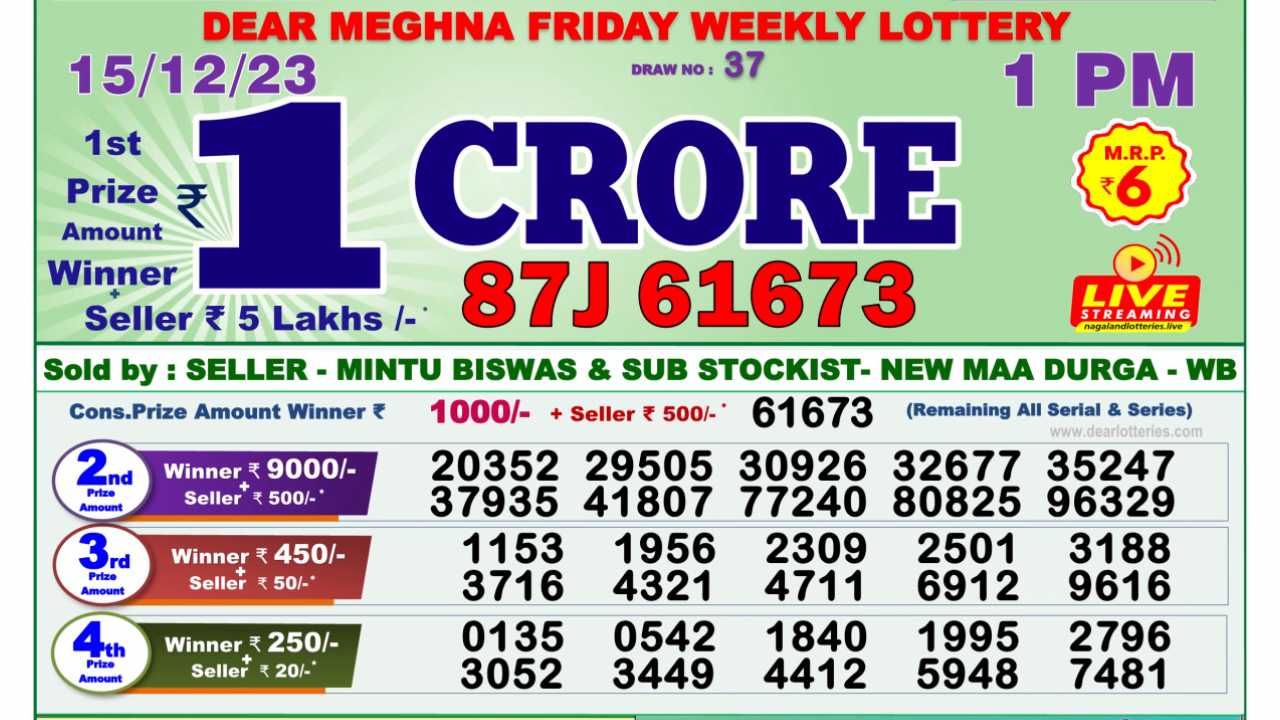 DEAR MEGHNA FRIDAY WEEKLY LOTTERY
15/12/23
DRAW NO : 37
1 PM
1st
Prize
Amount
Winner
+
Seller ₹ 5 Lakhs /-*
₹ 1 CRORE
87J 61673
M.R.P.
₹6
LIVE
STREAMING
nagalandlotteries.live
Sold by : SELLER - MINTU BISWAS & SUB STOCKIST- NEW MAA DURGA - WB
Cons.Prize Amount Winner ₹ 1000/- + Seller ₹ 500/-* 61673 (Remaining All Serial & Series)
www.dearlotteries.com
2nd
Prize
Amount
Winner ₹ 9000/-
+
Seller ₹ 500/-*
20352 29505 30926 32677 35247
37935 41807 77240 80825 96329
3rd
Prize
Amount
Winner ₹ 450/-
+
Seller ₹ 50/-*
1153 1956 2309 2501 3188
3716 4321 4711 6912 9616
4th
Prize
Amount
Winner ₹ 250/-
+
Seller ₹ 20/-*
0135 0542 1840 1995 2796
3052 3449 4412 5948 7481